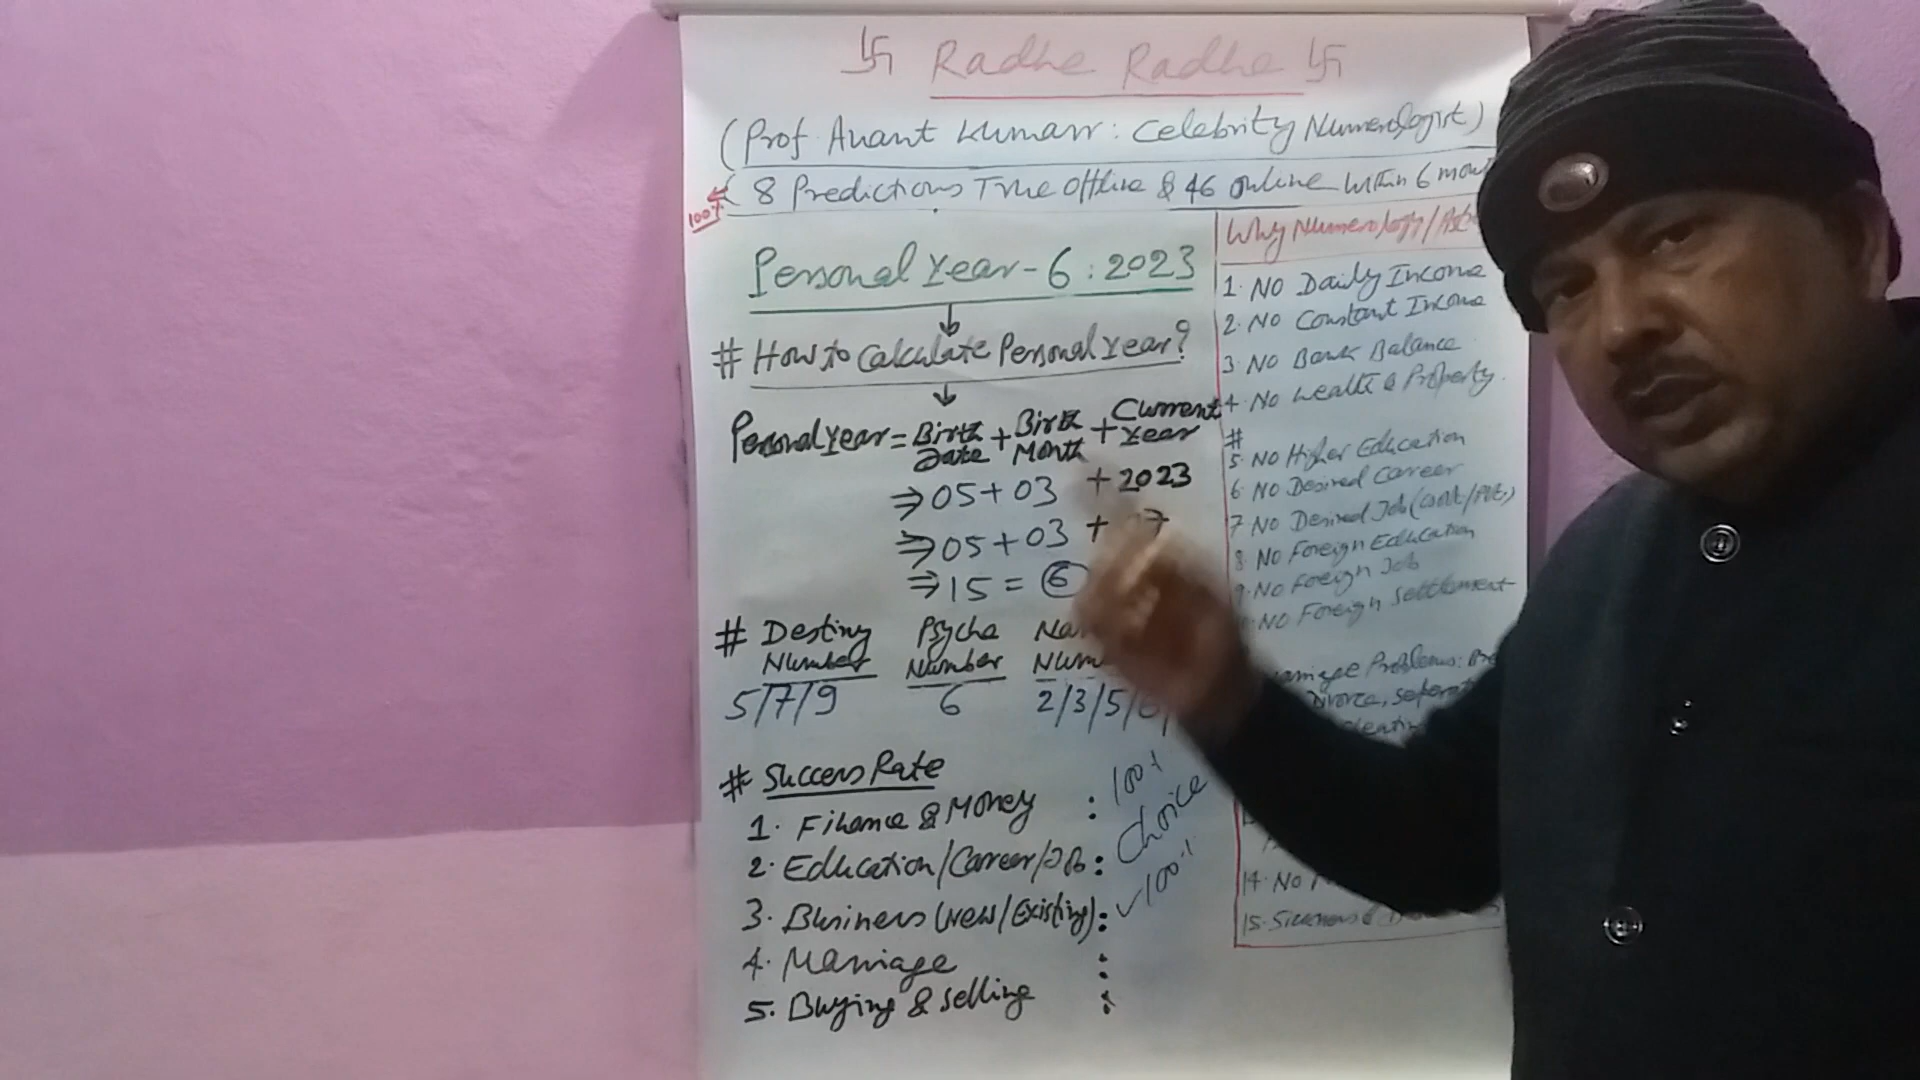 卐 Radhe Radhe 卐
(Prof. Anant Kumarr: Celebrity Numerologist)
8 Predictions True offline & 46 online within 6
100%
Personal Year - 6 : 2023
# How to Calculate Personal Year?
Personal Year = Birth Date + Birth Month + Current Year
⇒ 05 + 03 + 2023
⇒ 05 + 03 +
⇒ 15 = 6
# Destiny Number Psyche Number
5/7/9 6 2/3/5/
# Success Rate
1. Finance & Money : 100%
2. Education/Career/Job : Choice
3. Business (New/Existing) : ✓100%
4. Marriage :
5. Buying & Selling :
Why Numerology/
1. No Daily Income
2. No Constant Income
3. No Bank Balance
4. No Wealth & Property.
#
5. No Higher Education
6. No Desired Career
7. No Desired Job (Govt./Pvt.)
8. No Foreign Education
9. No Foreign Job
No Foreign Settlement
Problems:
Divorce,
14. No
15. Sickness &